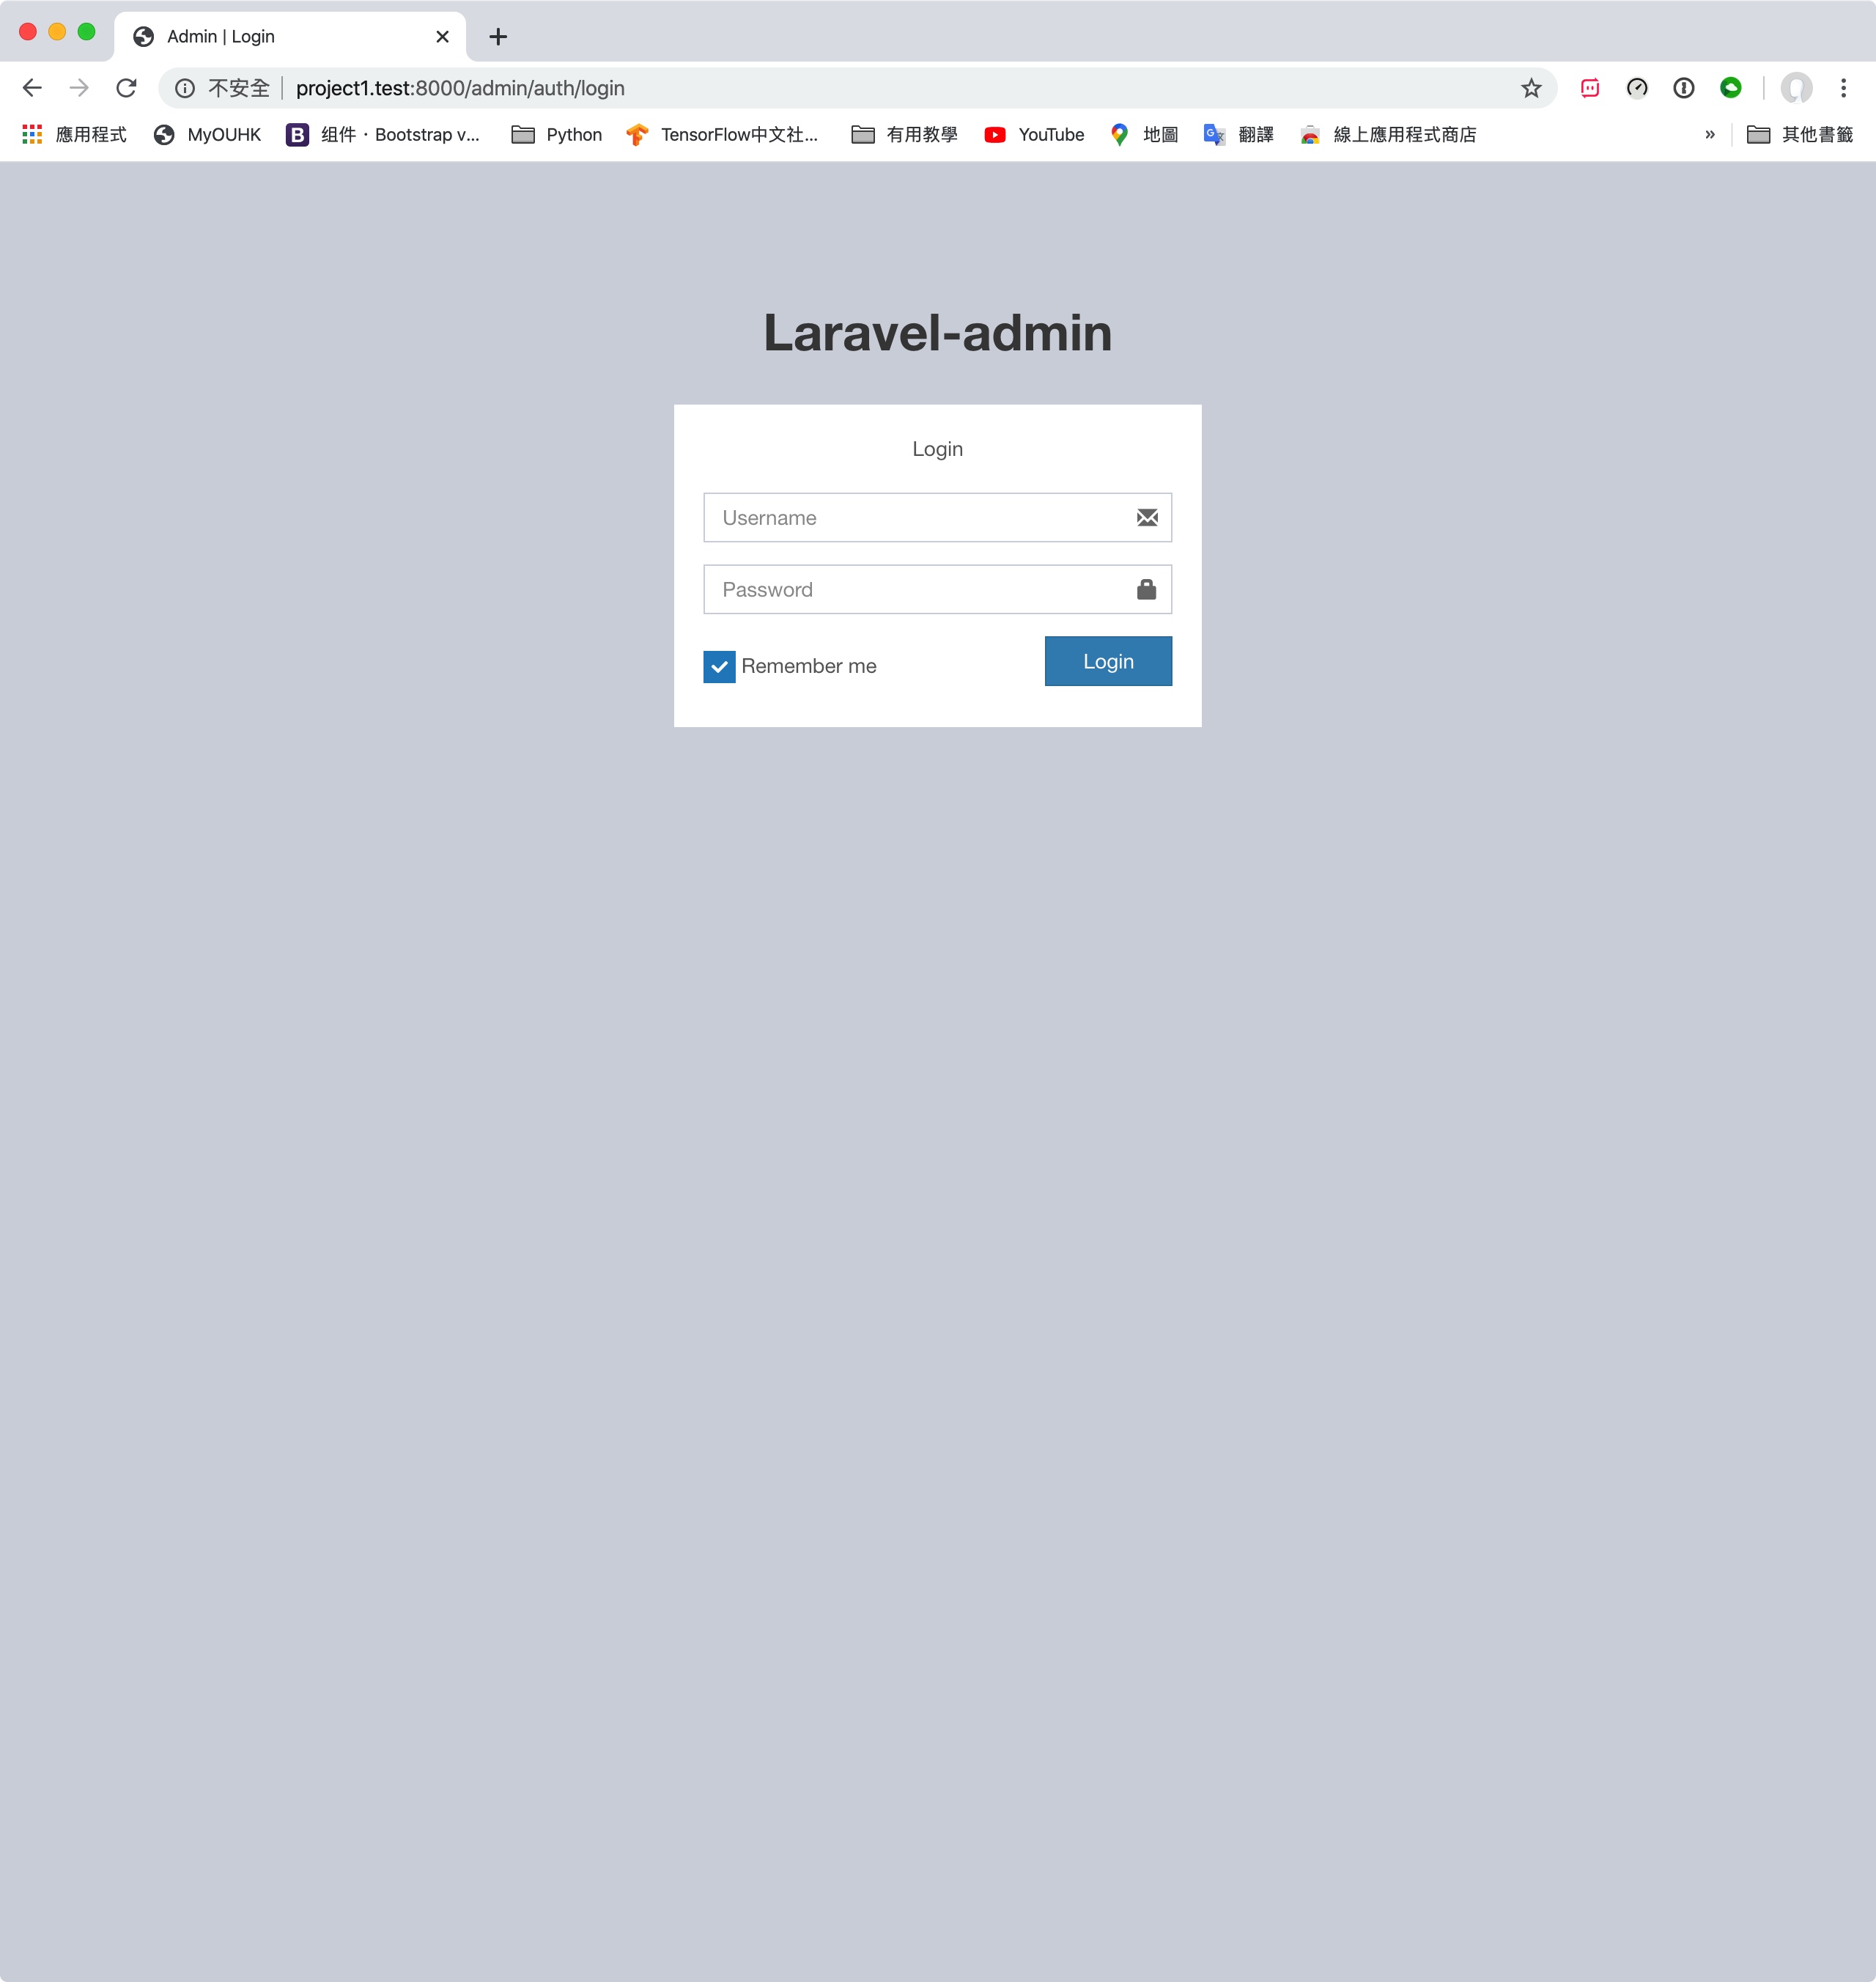 Admin | Login
不安全 project1.test:8000/admin/auth/login
應用程式 MyOUHK B 组件 · Bootstrap v... Python TensorFlow中文社... 有用教學 YouTube 地圖 翻譯 線上應用程式商店 » 其他書籤
Laravel-admin
Login
Username
Password
Remember me Login